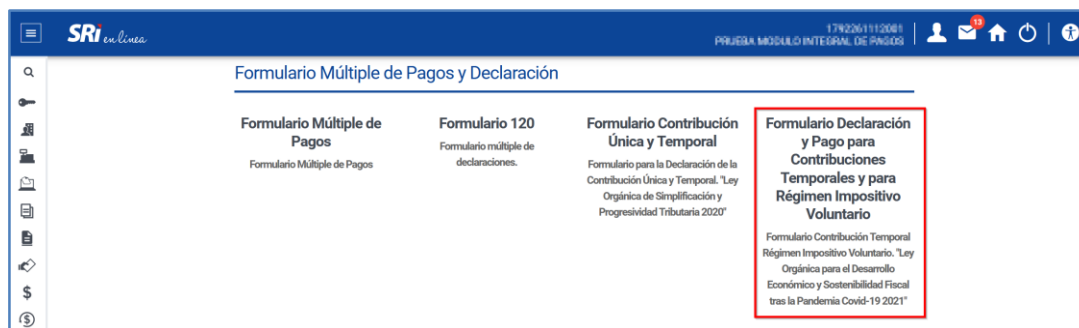 SRi en línea
1792261112001
PRUEBA MODULO INTEGRAL DE PAGOS
13
Formulario Múltiple de Pagos y Declaración
Formulario Múltiple de
Pagos
Formulario Múltiple de Pagos
Formulario 120
Formulario múltiple de
declaraciones.
Formulario Contribución
Única y Temporal
Formulario para la Declaración de la
Contribución Única y Temporal. "Ley
Orgánica de Simplificación y
Progresividad Tributaria 2020"
Formulario Declaración
y Pago para
Contribuciones
Temporales y para
Régimen Impositivo
Voluntario
Formulario Contribución Temporal
Régimen Impositivo Voluntario. "Ley
Orgánica para el Desarrollo
Económico y Sostenibilidad Fiscal
tras la Pandemia Covid-19 2021"